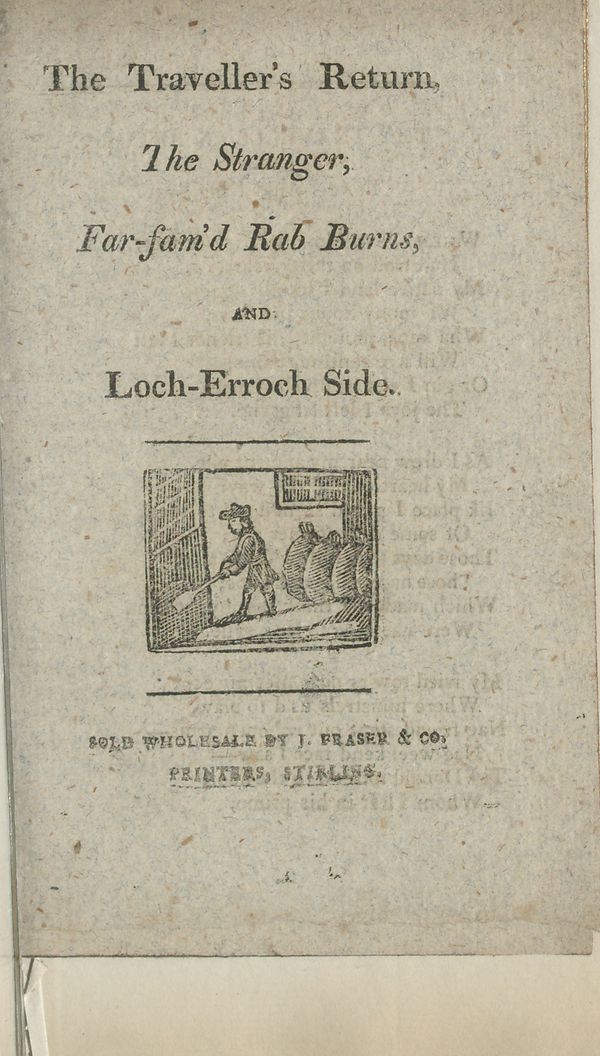 The Traveller's Return,
The Stranger,
Far-fam'd Rab Burns,
AND
Loch-Erroch Side.
SOLD WHOLESALE BY J. FRASER & CO.
PRINTERS, STIRLING.